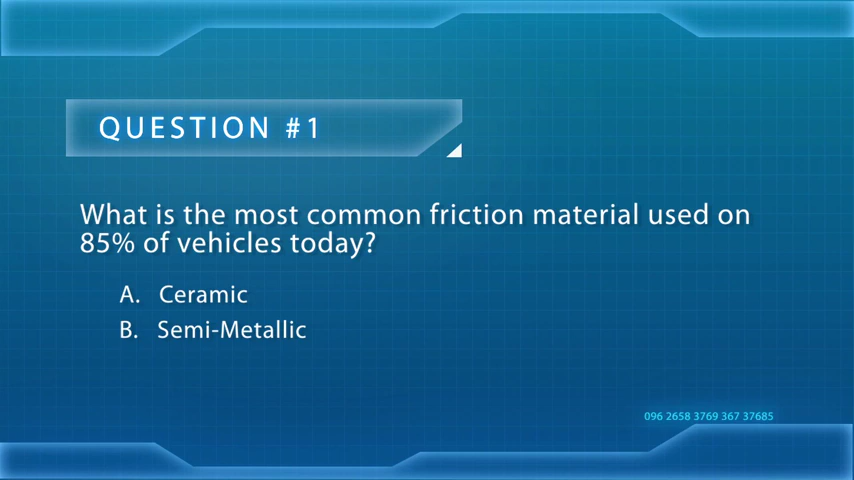 QUESTION #1
What is the most common friction material used on
85% of vehicles today?
A. Ceramic
B. Semi-Metallic
096 2658 3769 367 37685